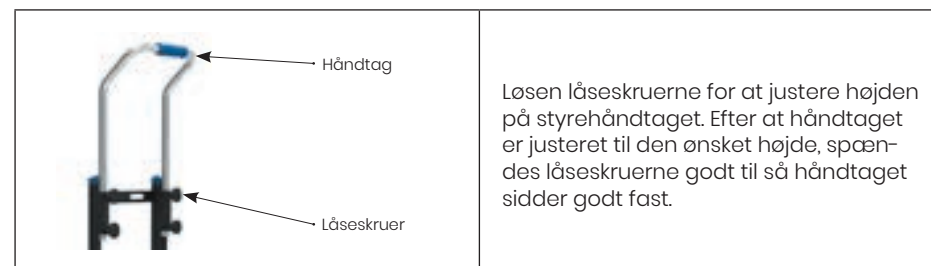 Håndtag
Låseskruer
Løsen låseskruerne for at justere højden
på styrehåndtaget. Efter at håndtaget
er justeret til den ønsket højde, spæn-
des låseskruerne godt til så håndtaget
sidder godt fast.